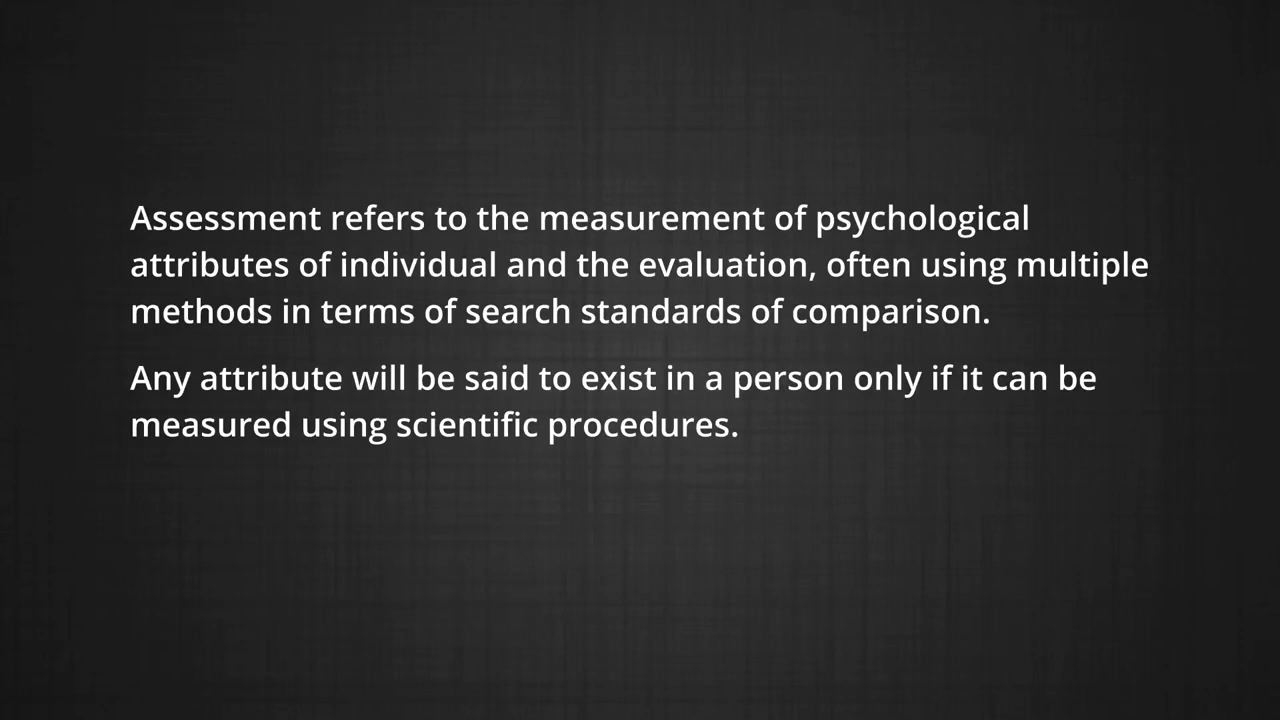 Assessment refers to the measurement of psychological
attributes of individual and the evaluation, often using multiple
methods in terms of search standards of comparison.
Any attribute will be said to exist in a person only if it can be
measured using scientific procedures.